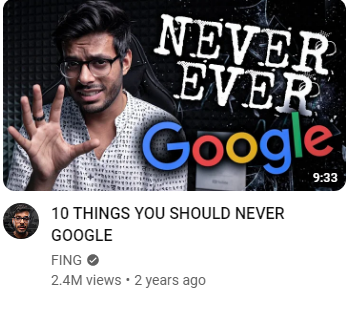 NEVER
EVER
Google
9:33
10 THINGS YOU SHOULD NEVER
GOOGLE
FING
2.4M views • 2 years ago